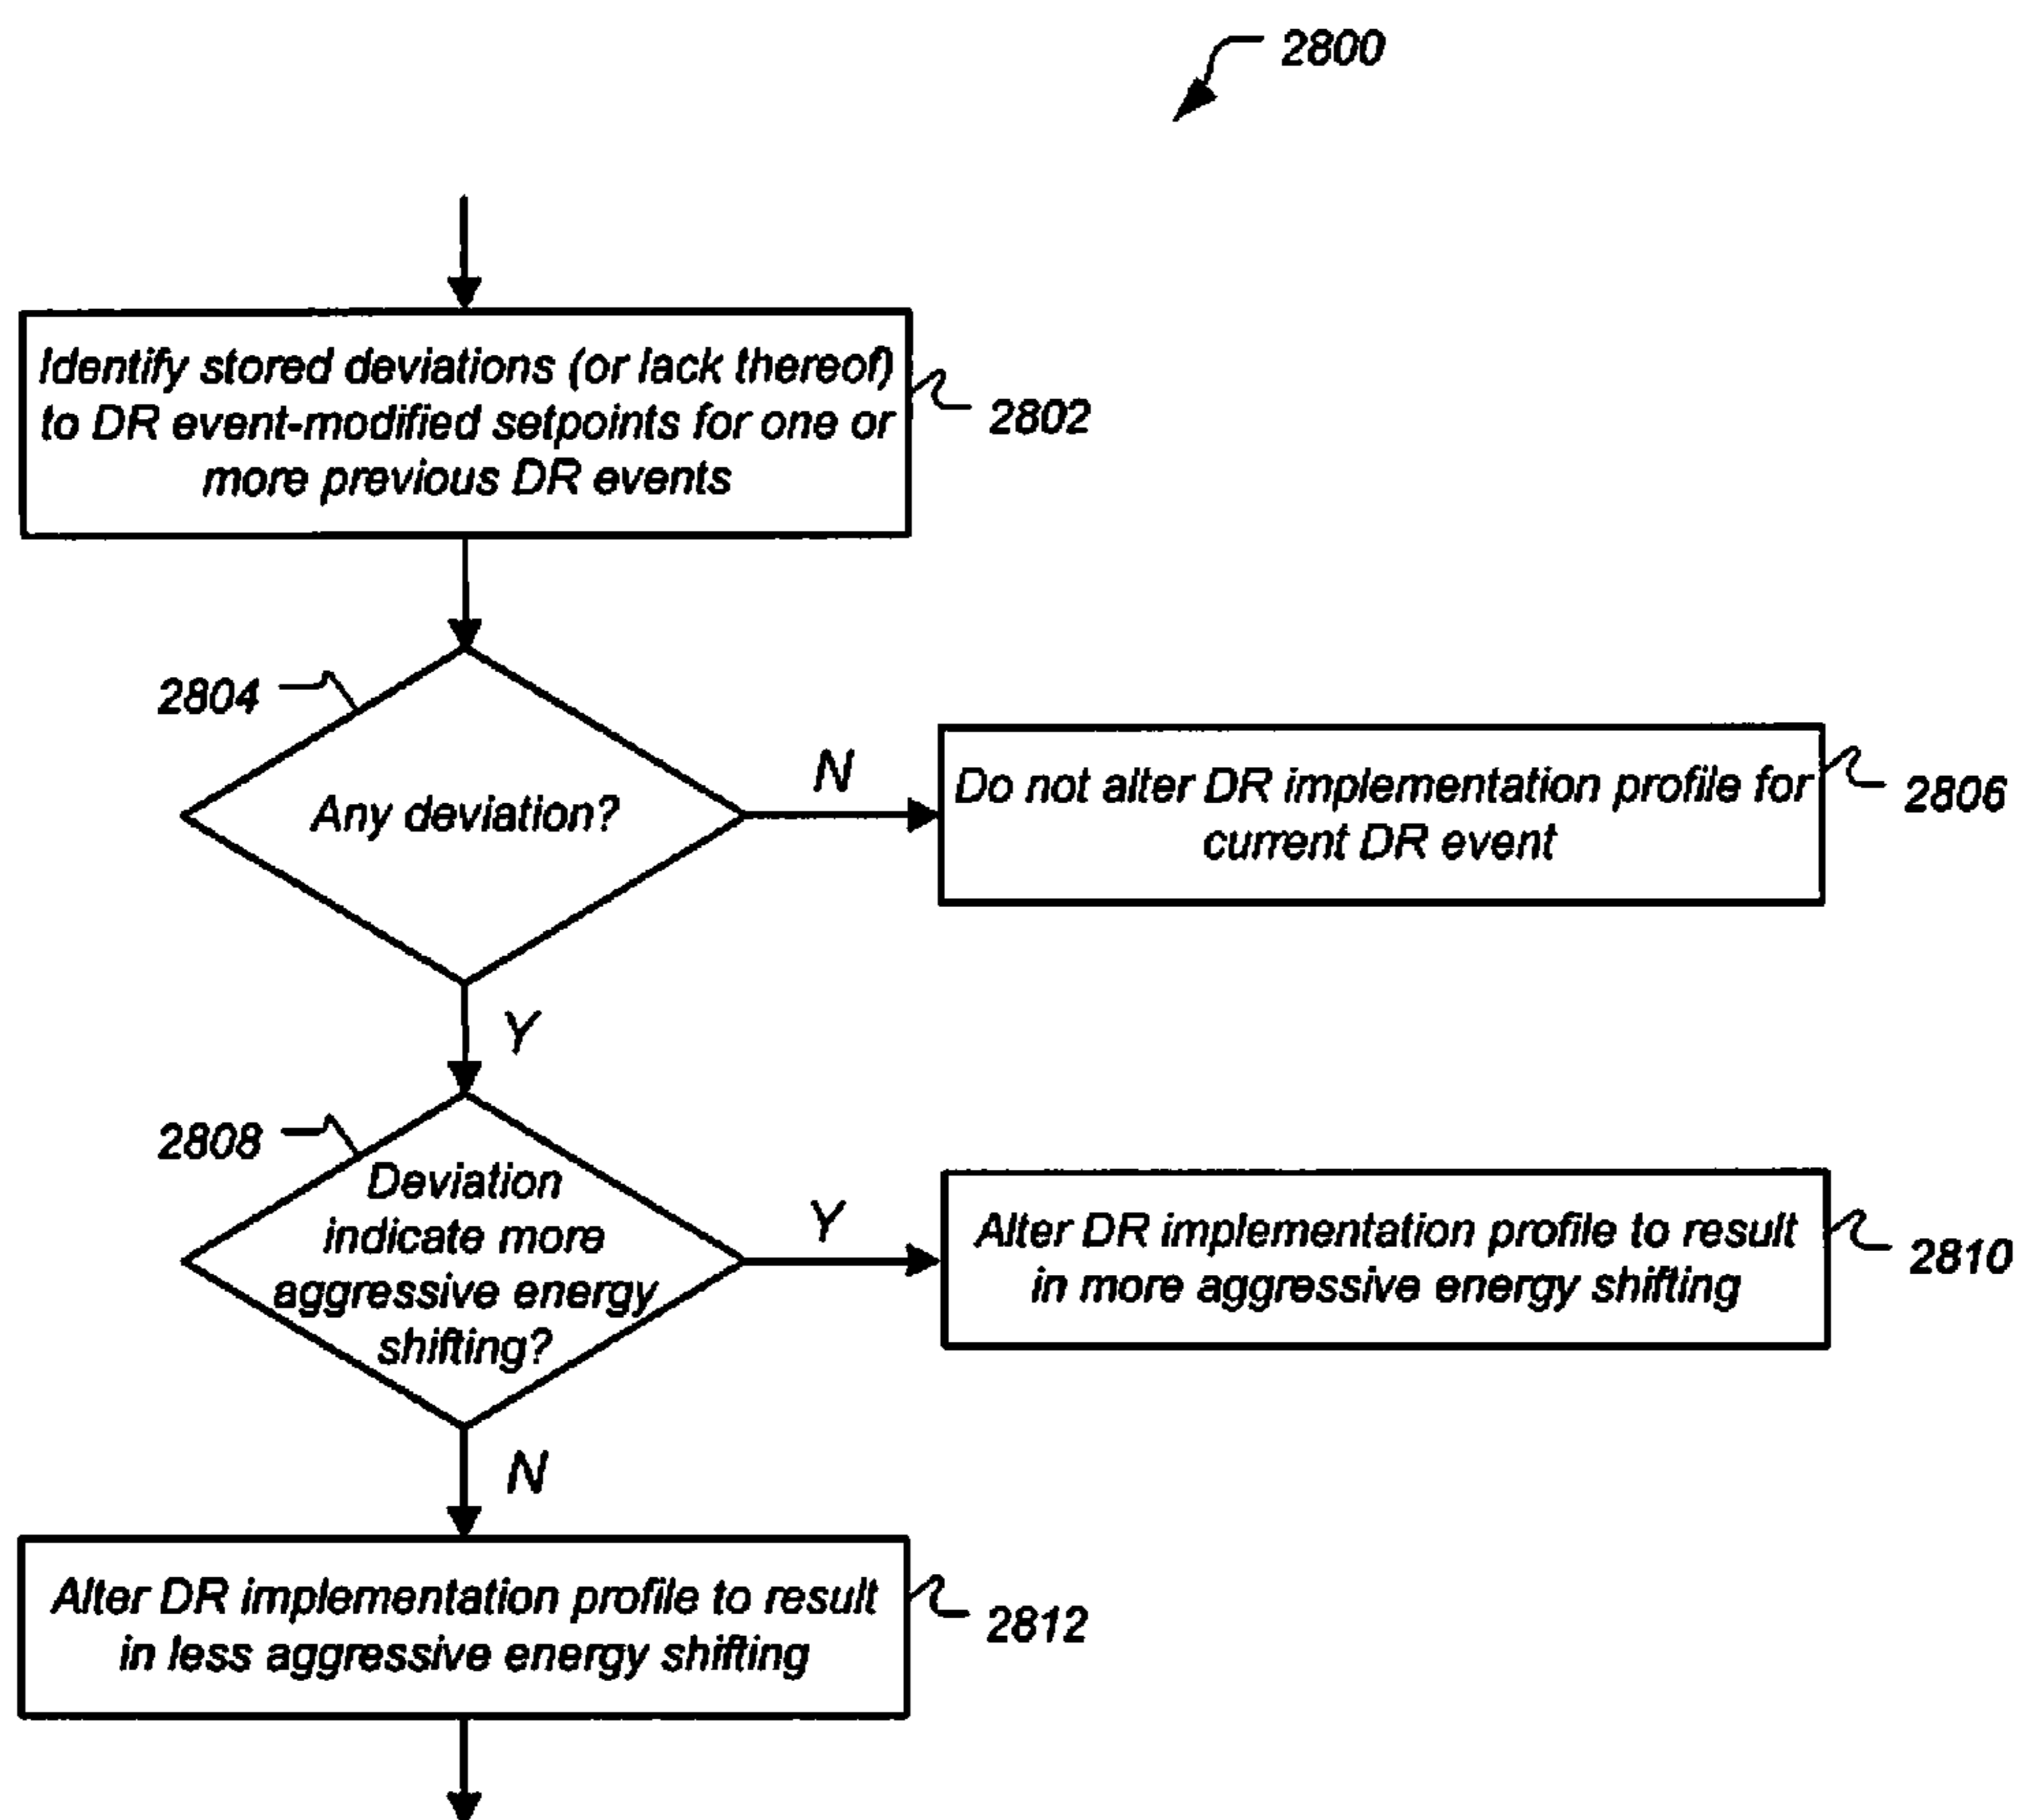 2800
Identify stored deviations (or lack thereof)
to DR event-modified setpoints for one or
more previous DR events
2802
2804
Any deviation?
N
Do not alter DR implementation profile for
current DR event
2806
Y
2808
Deviation
indicate more
aggressive energy
shifting?
Y
Alter DR implementation profile to result
in more aggressive energy shifting
2810
N
Alter DR implementation profile to result
in less aggressive energy shifting
2812